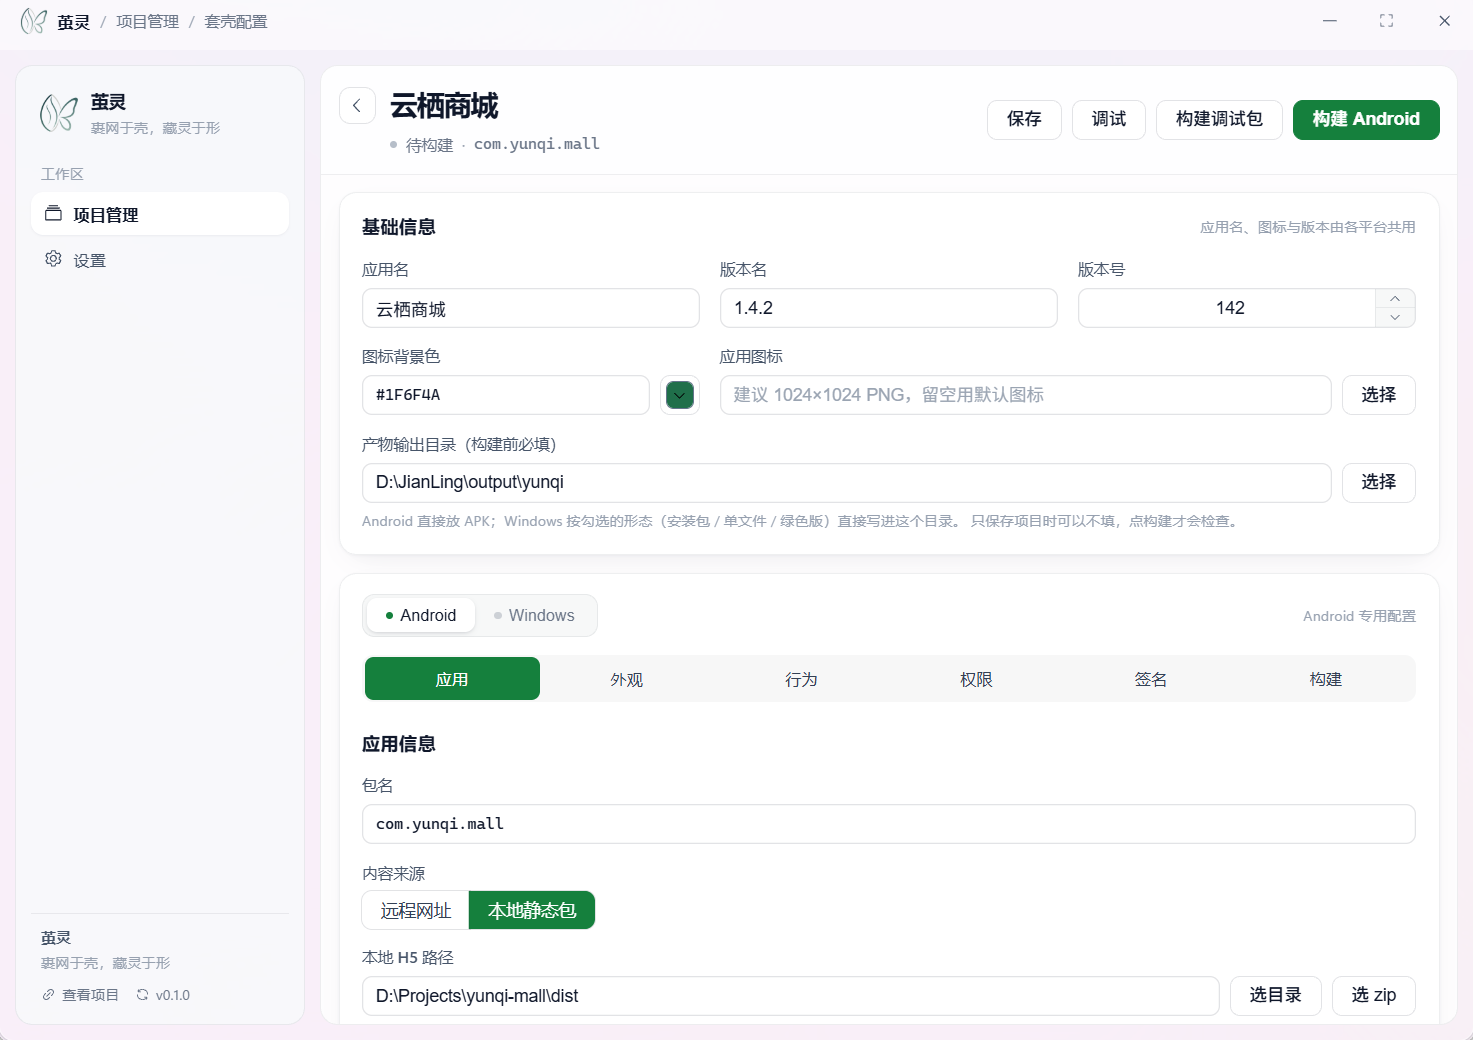 茧灵 / 项目管理 / 套壳配置
茧灵
裹网于壳，藏灵于形
工作区
项目管理
设置
茧灵
裹网于壳，藏灵于形
查看项目 v0.1.0
云栖商城
待构建 · com.yunqi.mall
保存 调试 构建调试包 构建 Android
基础信息 应用名、图标与版本由各平台共用
应用名 版本名 版本号
云栖商城 1.4.2 142
图标背景色 应用图标
#1F6F4A 建议 1024×1024 PNG，留空用默认图标 选择
产物输出目录（构建前必填）
D:\JianLing\output\yunqi 选择
Android 直接放 APK；Windows 按勾选的形态（安装包 / 单文件 / 绿色版）直接写进这个目录。 只保存项目时可以不填，点构建才会检查。
Android Windows Android 专用配置
应用 外观 行为 权限 签名 构建
应用信息
包名
com.yunqi.mall
内容来源
远程网址 本地静态包
本地 H5 路径
D:\Projects\yunqi-mall\dist 选目录 选 zip